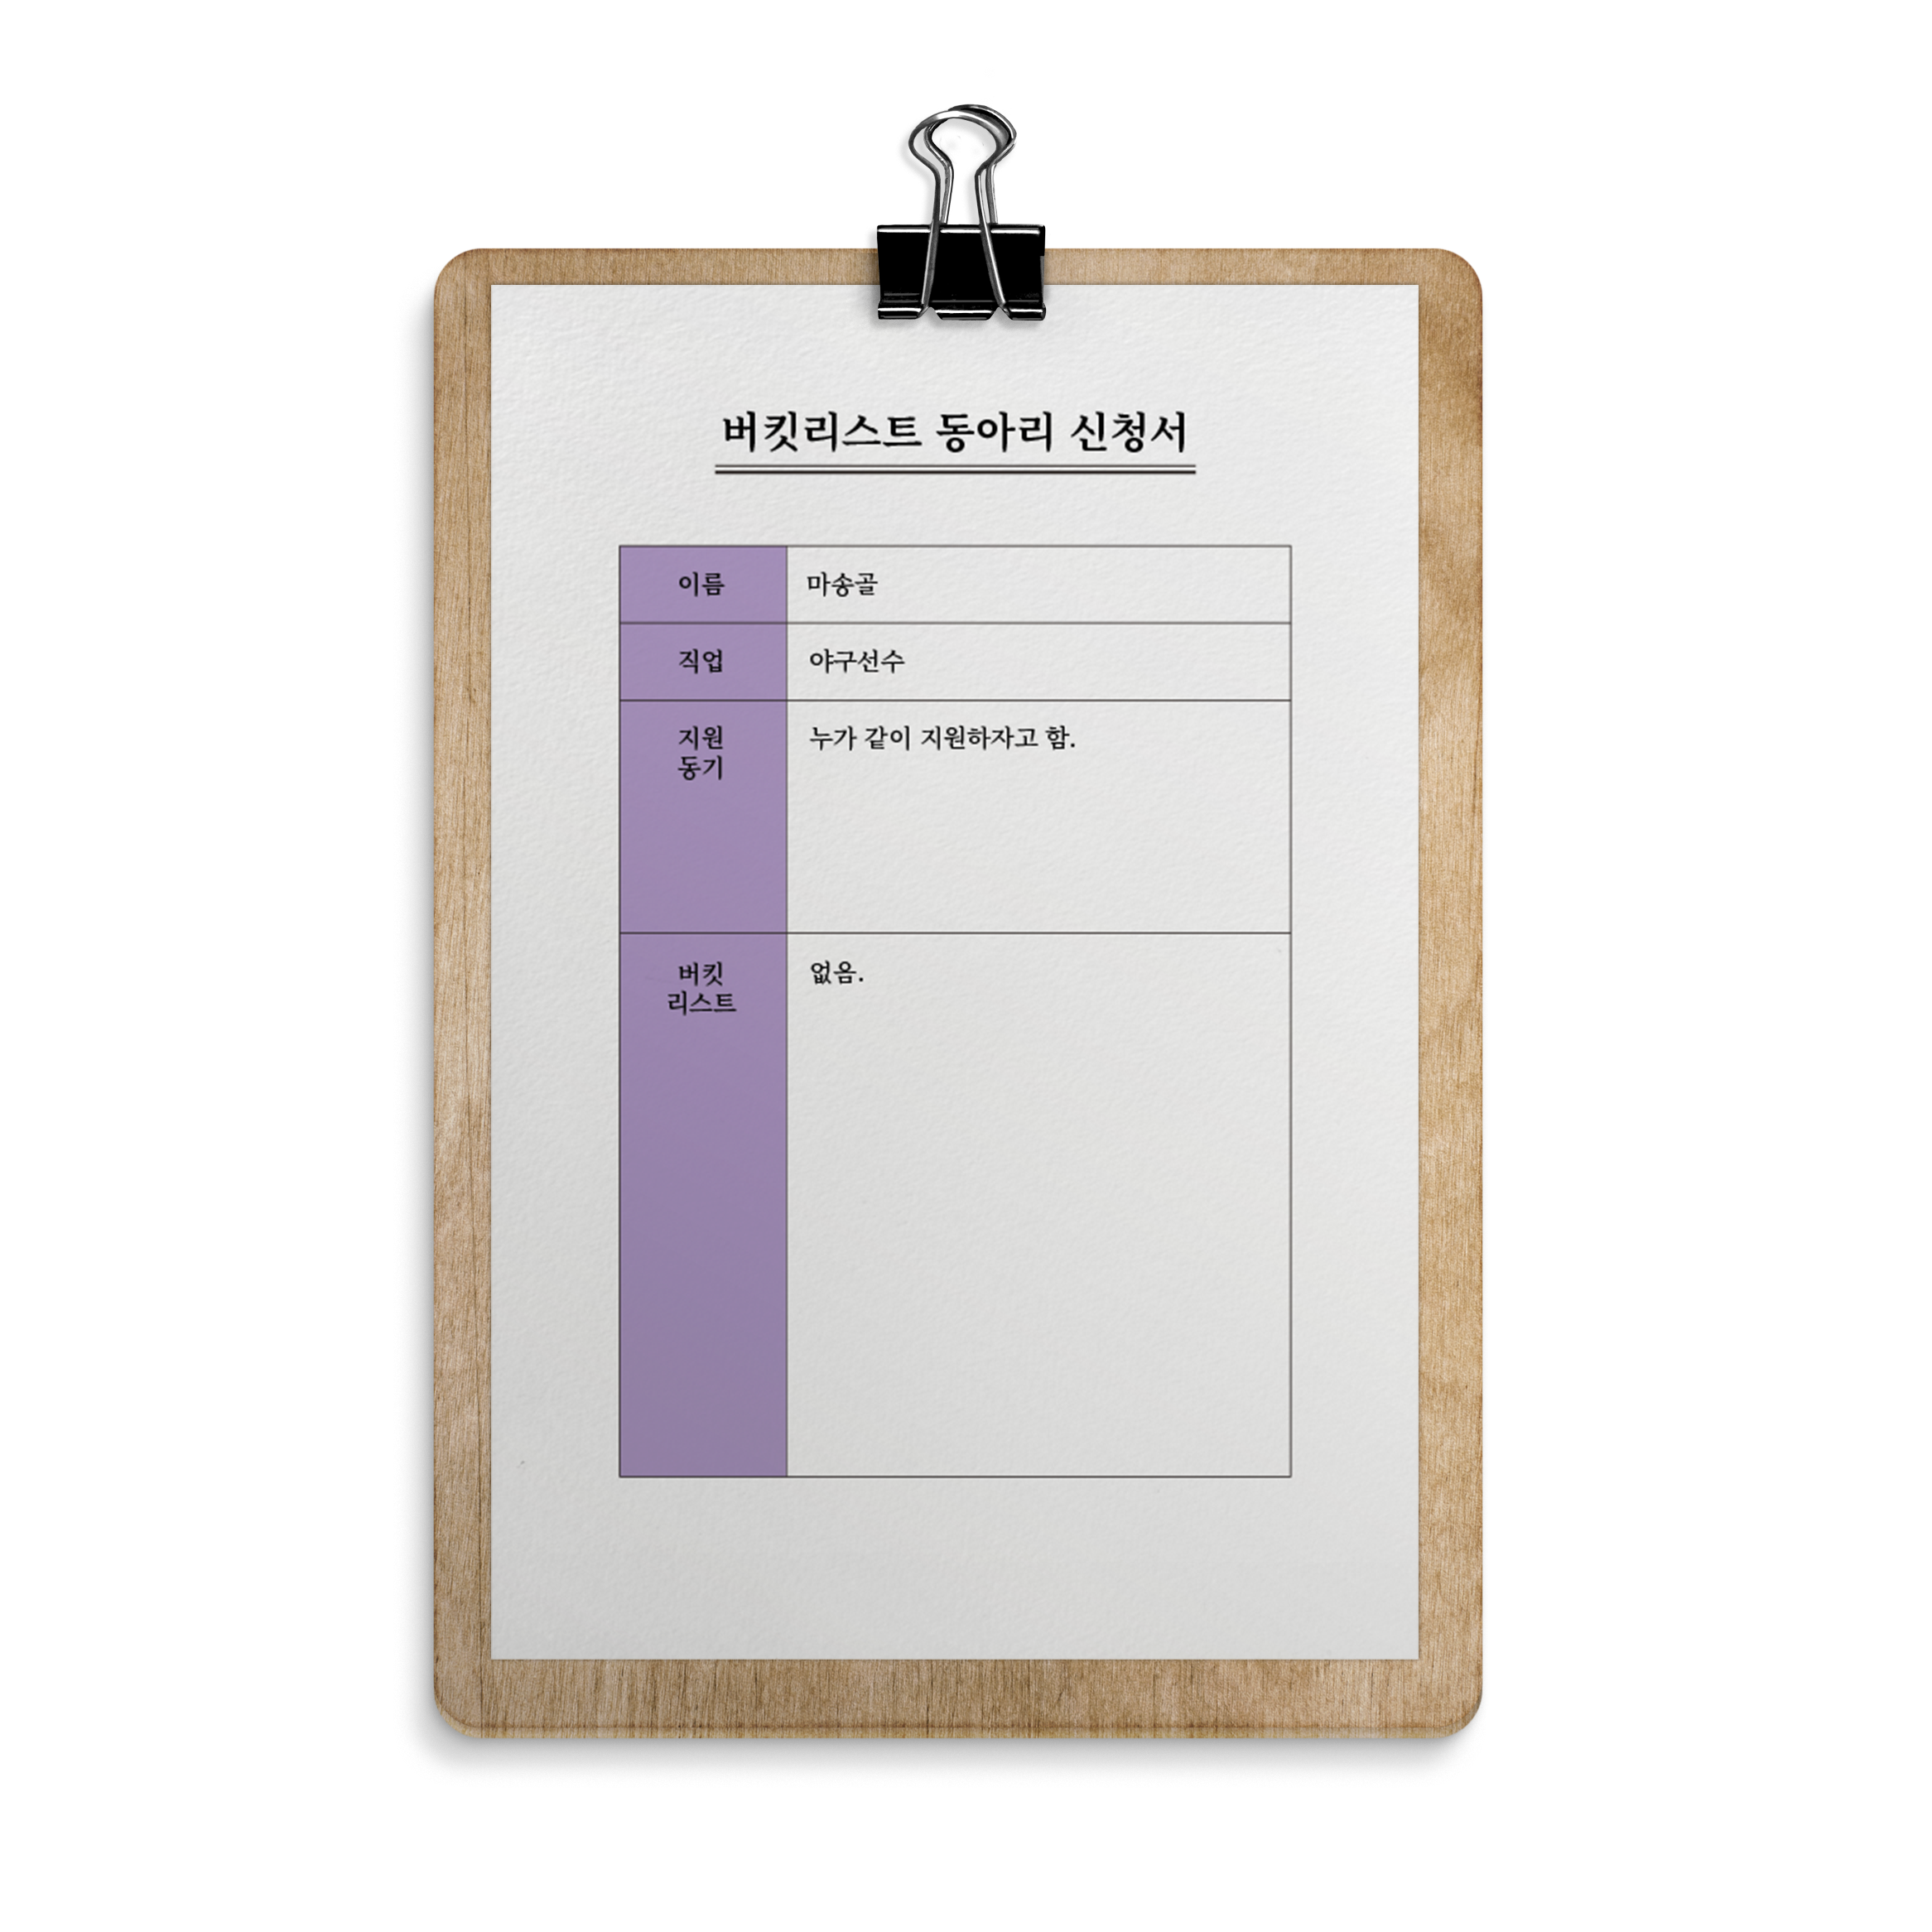 버킷리스트 동아리 신청서
이름
마송골
직업
야구선수
지원
동기
누가 같이 지원하자고 함.
버킷
리스트
없음.